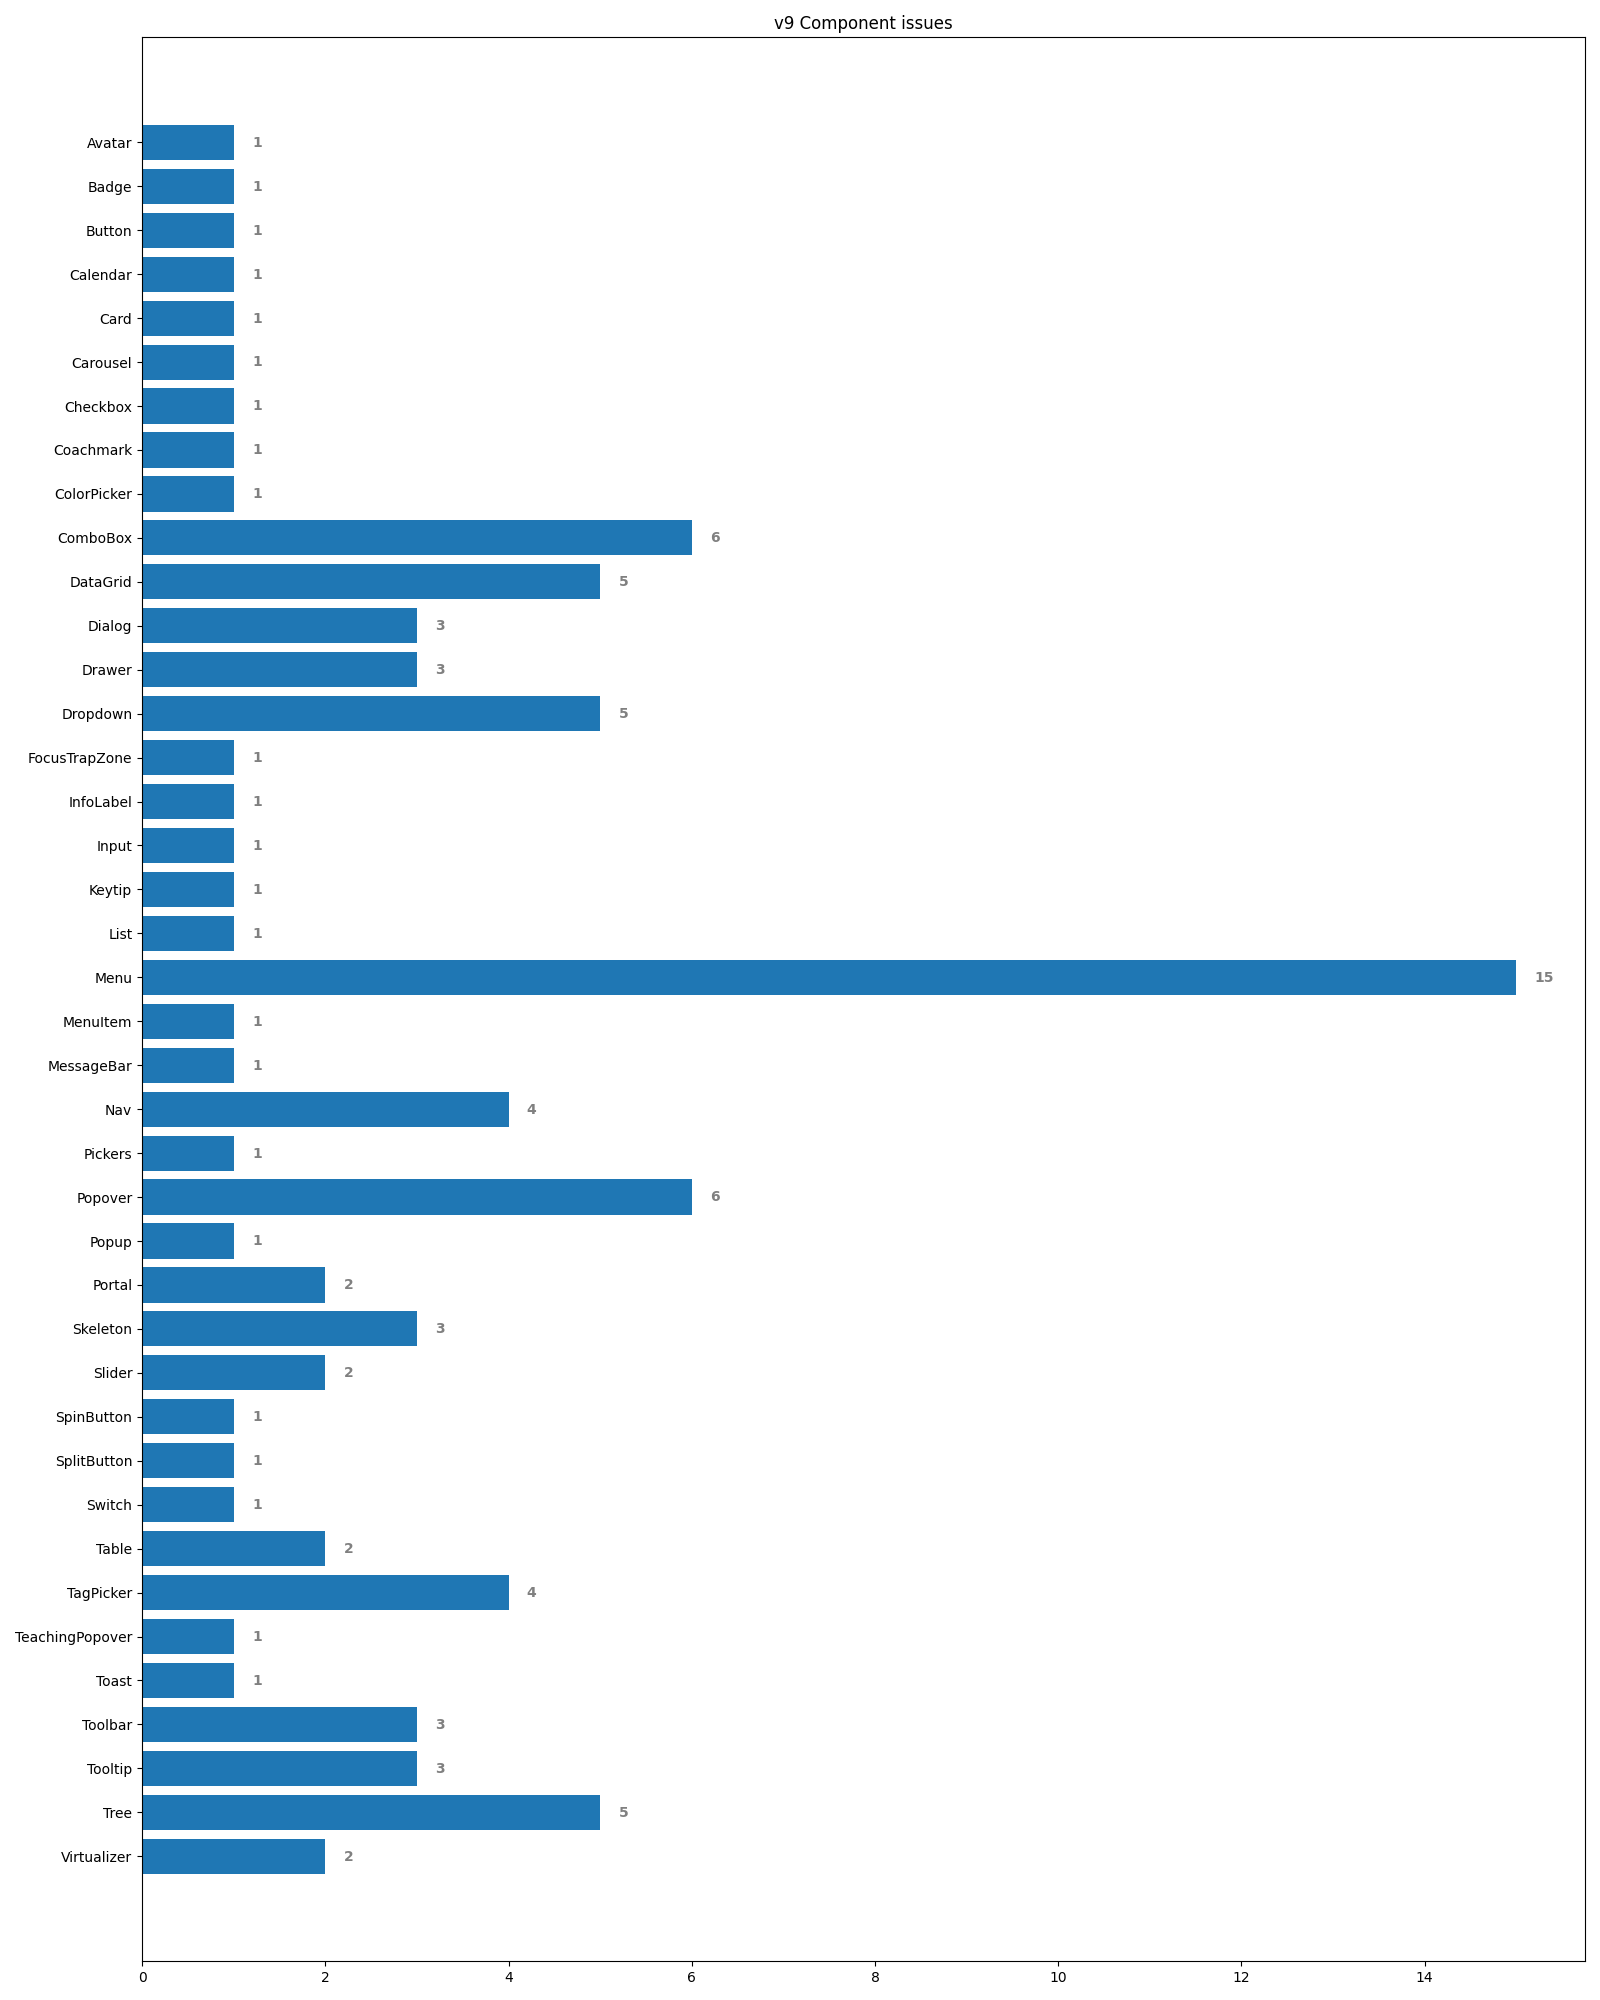 v9 Component issues
Avatar 1
Badge 1
Button 1
Calendar 1
Card 1
Carousel 1
Checkbox 1
Coachmark 1
ColorPicker 1
ComboBox 6
DataGrid 5
Dialog 3
Drawer 3
Dropdown 5
FocusTrapZone 1
InfoLabel 1
Input 1
Keytip 1
List 1
Menu 15
MenuItem 1
MessageBar 1
Nav 4
Pickers 1
Popover 6
Popup 1
Portal 2
Skeleton 3
Slider 2
SpinButton 1
SplitButton 1
Switch 1
Table 2
TagPicker 4
TeachingPopover 1
Toast 1
Toolbar 3
Tooltip 3
Tree 5
Virtualizer 2
0 2 4 6 8 10 12 14